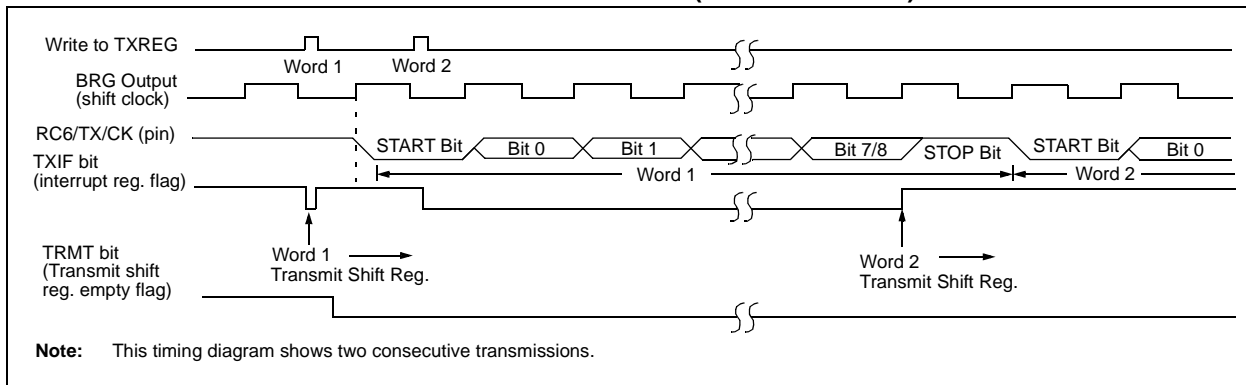 Write to TXREG
Word 1
Word 2
BRG Output
(shift clock)
RC6/TX/CK (pin)
START Bit
Bit 0
Bit 1
Bit 7/8
STOP Bit
START Bit
Bit 0
TXIF bit
(interrupt reg. flag)
Word 1
Word 2
Word 1
Transmit Shift Reg.
Word 2
Transmit Shift Reg.
TRMT bit
(Transmit shift
reg. empty flag)
Note: This timing diagram shows two consecutive transmissions.